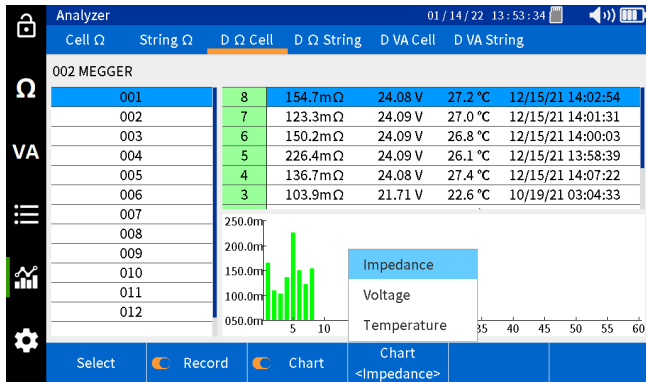 Analyzer 01/14/22 13:53:34
Cell Ω String Ω D Ω Cell D Ω String D VA Cell D VA String
002 MEGGER
Ω
VA
001
002
003
004
005
006
007
008
009
010
011
012
8 154.7mΩ 24.08 V 27.2 ℃ 12/15/21 14:02:54
7 123.3mΩ 24.09 V 27.0 ℃ 12/15/21 14:01:31
6 150.2mΩ 24.09 V 26.8 ℃ 12/15/21 14:00:03
5 226.4mΩ 24.09 V 26.1 ℃ 12/15/21 13:58:39
4 136.7mΩ 24.08 V 27.4 ℃ 12/15/21 14:07:22
3 103.9mΩ 21.71 V 22.6 ℃ 10/19/21 03:04:33
250.0m
200.0m
150.0m
100.0m
050.0m
5 10 35 40 45 50 55 60
Impedance
Voltage
Temperature
Select Record Chart Chart
<Impedance>